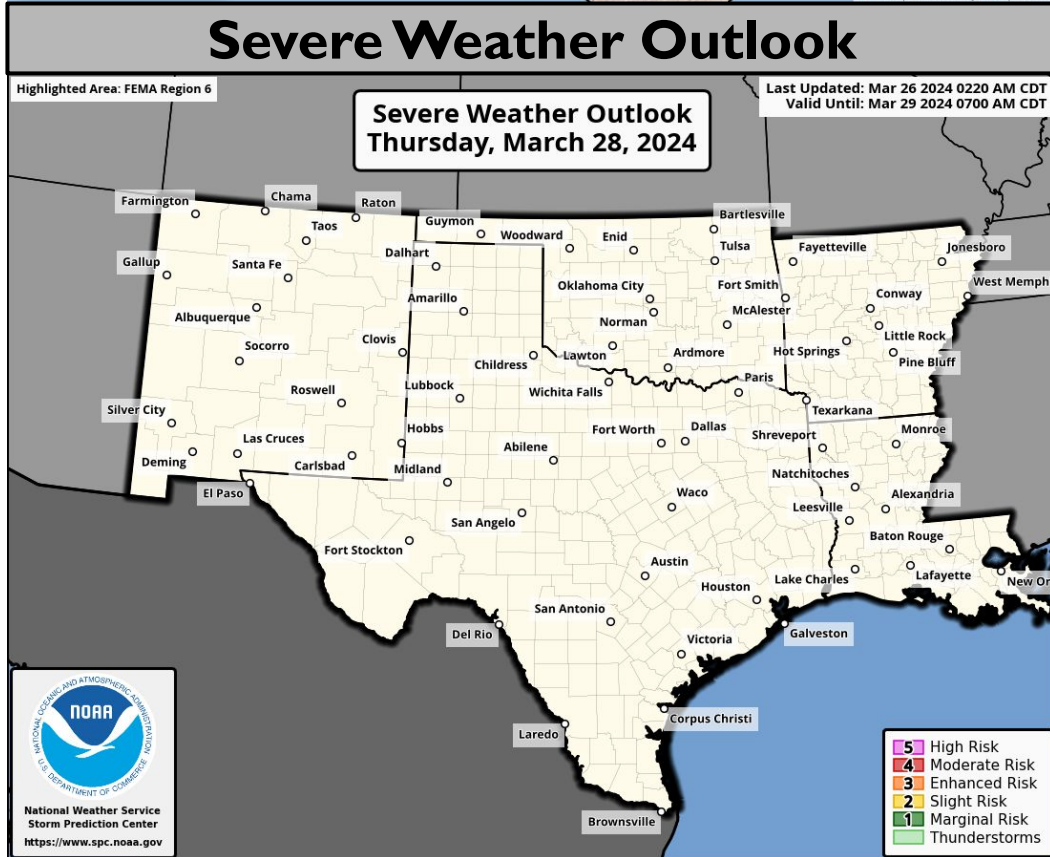 Severe Weather Outlook
Highlighted Area: FEMA Region 6
Last Updated: Mar 26 2024 0220 AM CDT
Valid Until: Mar 29 2024 0700 AM CDT
Severe Weather Outlook
Thursday, March 28, 2024
Farmington
Chama
Raton
Taos
Guymon
Woodward
Enid
Bartlesville
Tulsa
Fayetteville
Jonesboro
Gallup
Santa Fe
Dalhart
Oklahoma City
Fort Smith
West Memph
Albuquerque
Amarillo
Norman
McAlester
Conway
Socorro
Clovis
Childress
Lawton
Ardmore
Hot Springs
Little Rock
Pine Bluff
Roswell
Lubbock
Wichita Falls
Paris
Texarkana
Silver City
Las Cruces
Hobbs
Abilene
Fort Worth
Dallas
Shreveport
Monroe
Deming
Carlsbad
Midland
Natchitoches
El Paso
San Angelo
Waco
Leesville
Alexandria
Fort Stockton
Austin
Baton Rouge
Houston
Lake Charles
Lafayette
New Or
San Antonio
Del Rio
Victoria
Galveston
Laredo
Corpus Christi
Brownsville
NATIONAL OCEANIC AND ATMOSPHERIC ADMINISTRATION
NOAA
U.S. DEPARTMENT OF COMMERCE
National Weather Service
Storm Prediction Center
https://www.spc.noaa.gov
5 High Risk
4 Moderate Risk
3 Enhanced Risk
2 Slight Risk
1 Marginal Risk
Thunderstorms